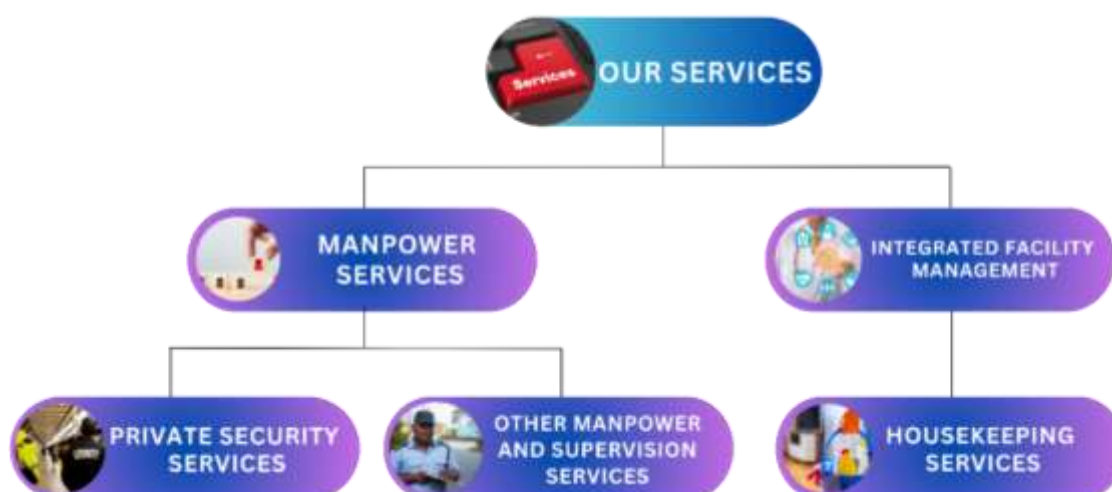 Services
OUR SERVICES
MANPOWER
SERVICES
INTEGRATED FACILITY
MANAGEMENT
PRIVATE SECURITY
SERVICES
OTHER MANPOWER
AND SUPERVISION
SERVICES
HOUSEKEEPING
SERVICES